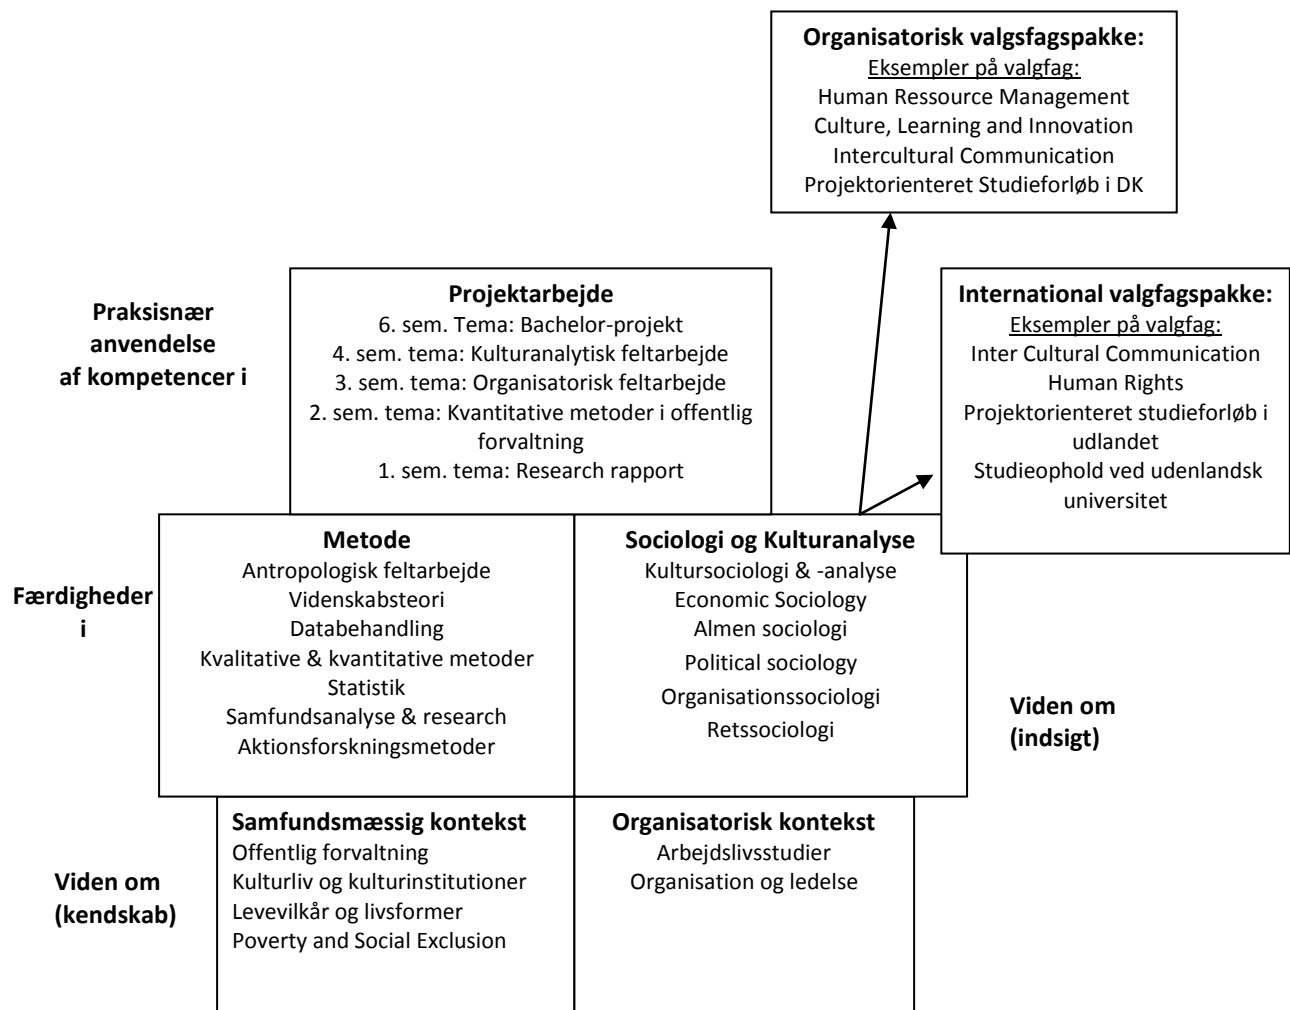 Organisatorisk valgsfagspakke:
Eksempler på valgfag:
Human Ressource Management
Culture, Learning and Innovation
Intercultural Communication
Projektorienteret Studieforløb i DK
Praksisnær
anvendelse
af kompetencer i
Projektarbejde
6. sem. Tema: Bachelor-projekt
4. sem. tema: Kulturanalytisk feltarbejde
3. sem. tema: Organisatorisk feltarbejde
2. sem. tema: Kvantitative metoder i offentlig
forvaltning
1. sem. tema: Research rapport
International valgfagspakke:
Eksempler på valgfag:
Inter Cultural Communication
Human Rights
Projektorienteret studieforløb i
udlandet
Studieophold ved udenlandsk
universitet
Færdigheder
i
Metode
Antropologisk feltarbejde
Videnskabsteori
Databehandling
Kvalitative & kvantitative metoder
Statistik
Samfundsanalyse & research
Aktionsforskningsmetoder
Sociologi og Kulturanalyse
Kultursociologi & -analyse
Economic Sociology
Almen sociologi
Political sociology
Organisationssociologi
Retssociologi
Viden om
(indsigt)
Viden om
(kendskab)
Samfundsmæssig kontekst
Offentlig forvaltning
Kulturliv og kulturinstitutioner
Levevilkår og livsformer
Poverty and Social Exclusion
Organisatorisk kontekst
Arbejdslivsstudier
Organisation og ledelse